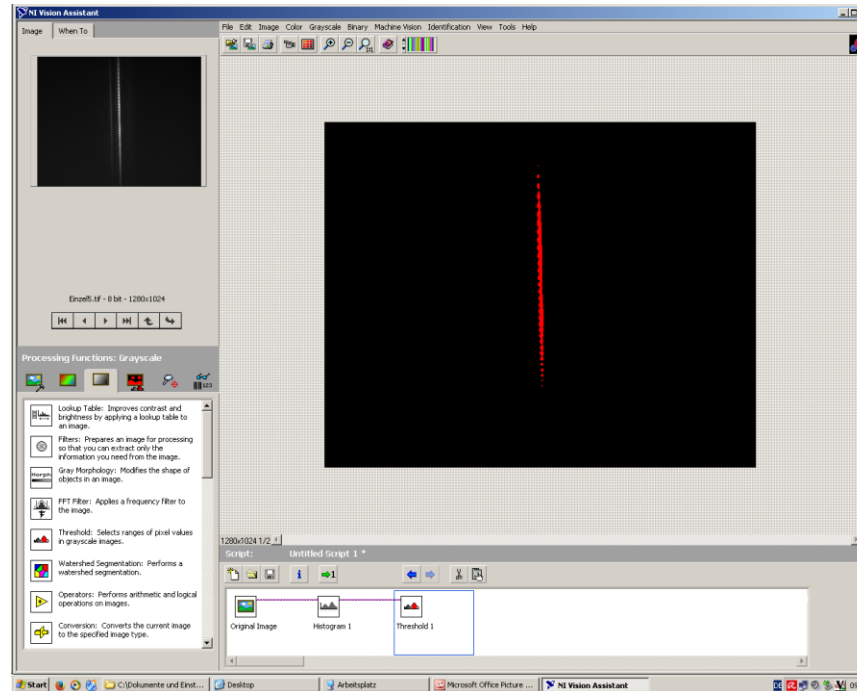 NI Vision Assistant
Image When To
File Edit Image Color Grayscale Binary Machine Vision Identification View Tools Help
Einzel5.tif - 8 bit - 1280x1024
Processing Functions: Grayscale
Lookup Table: Improves contrast and
brightness by applying a lookup table to
an image.
Filters: Prepares an image for processing
so that you can extract only the
information you need from the image.
Gray Morphology: Modifies the shape of
objects in an image.
FFT Filter: Applies a frequency filter to
the image.
Threshold: Selects ranges of pixel values
in grayscale images.
Watershed Segmentation: Performs a
watershed segmentation.
Operators: Performs arithmetic and logical
operations on images.
Conversion: Converts the current image
to the specified image type.
1280x1024 1/2
Script: Untitled Script 1 *
Original Image Histogram 1 Threshold 1
Start C:\Dokumente und Einst... Desktop Arbeitsplatz Microsoft Office Picture ... NI Vision Assistant DE